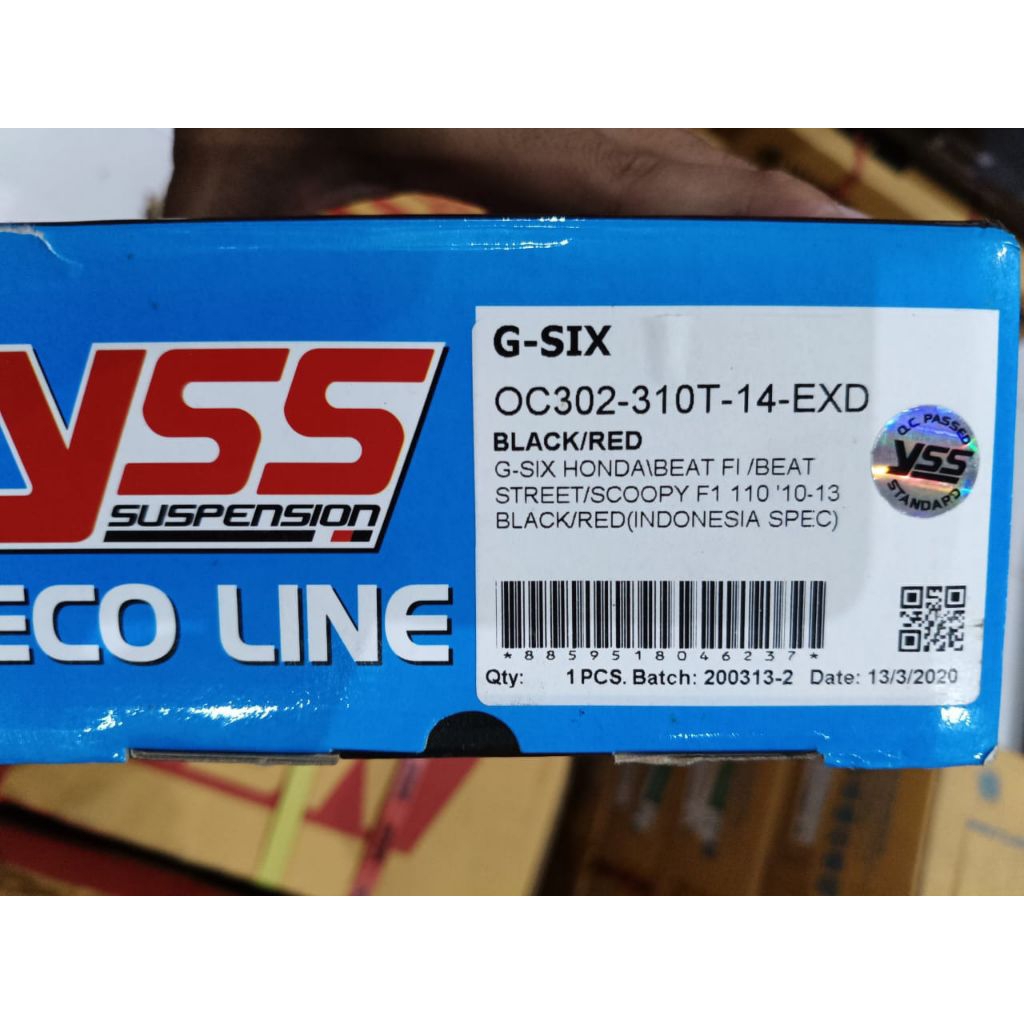 YSS
SUSPENSION
ECO LINE
G-SIX
OC302-310T-14-EXD
BLACK/RED
G-SIX HONDA\BEAT FI /BEAT
STREET/SCOOPY F1 110 '10-13
BLACK/RED(INDONESIA SPEC)
Q.C. PASSED
YSS
STANDARD
*8859518046237*
Qty: 1 PCS. Batch: 200313-2 Date: 13/3/2020